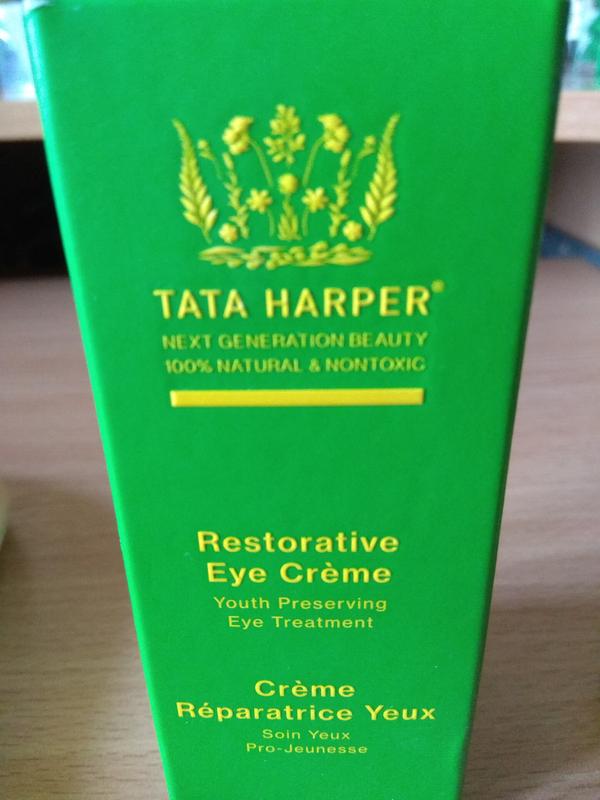 TATA HARPER®
NEXT GENERATION BEAUTY
100% NATURAL & NONTOXIC
Restorative
Eye Crème
Youth Preserving
Eye Treatment
Crème
Réparatrice Yeux
Soin Yeux
Pro-Jeunesse